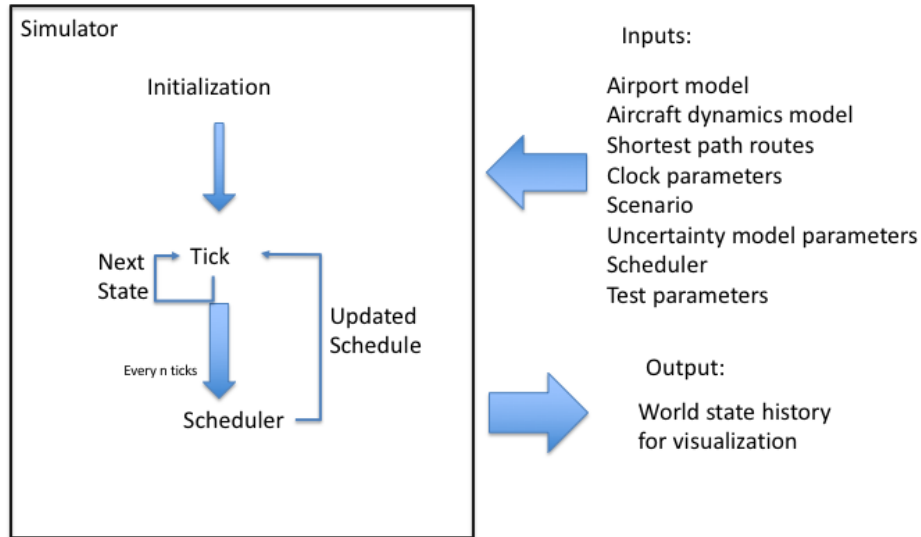 Simulator
Initialization
Next
State
Tick
Updated
Schedule
Every n ticks
Scheduler
Inputs:
Airport model
Aircraft dynamics model
Shortest path routes
Clock parameters
Scenario
Uncertainty model parameters
Scheduler
Test parameters
Output:
World state history
for visualization